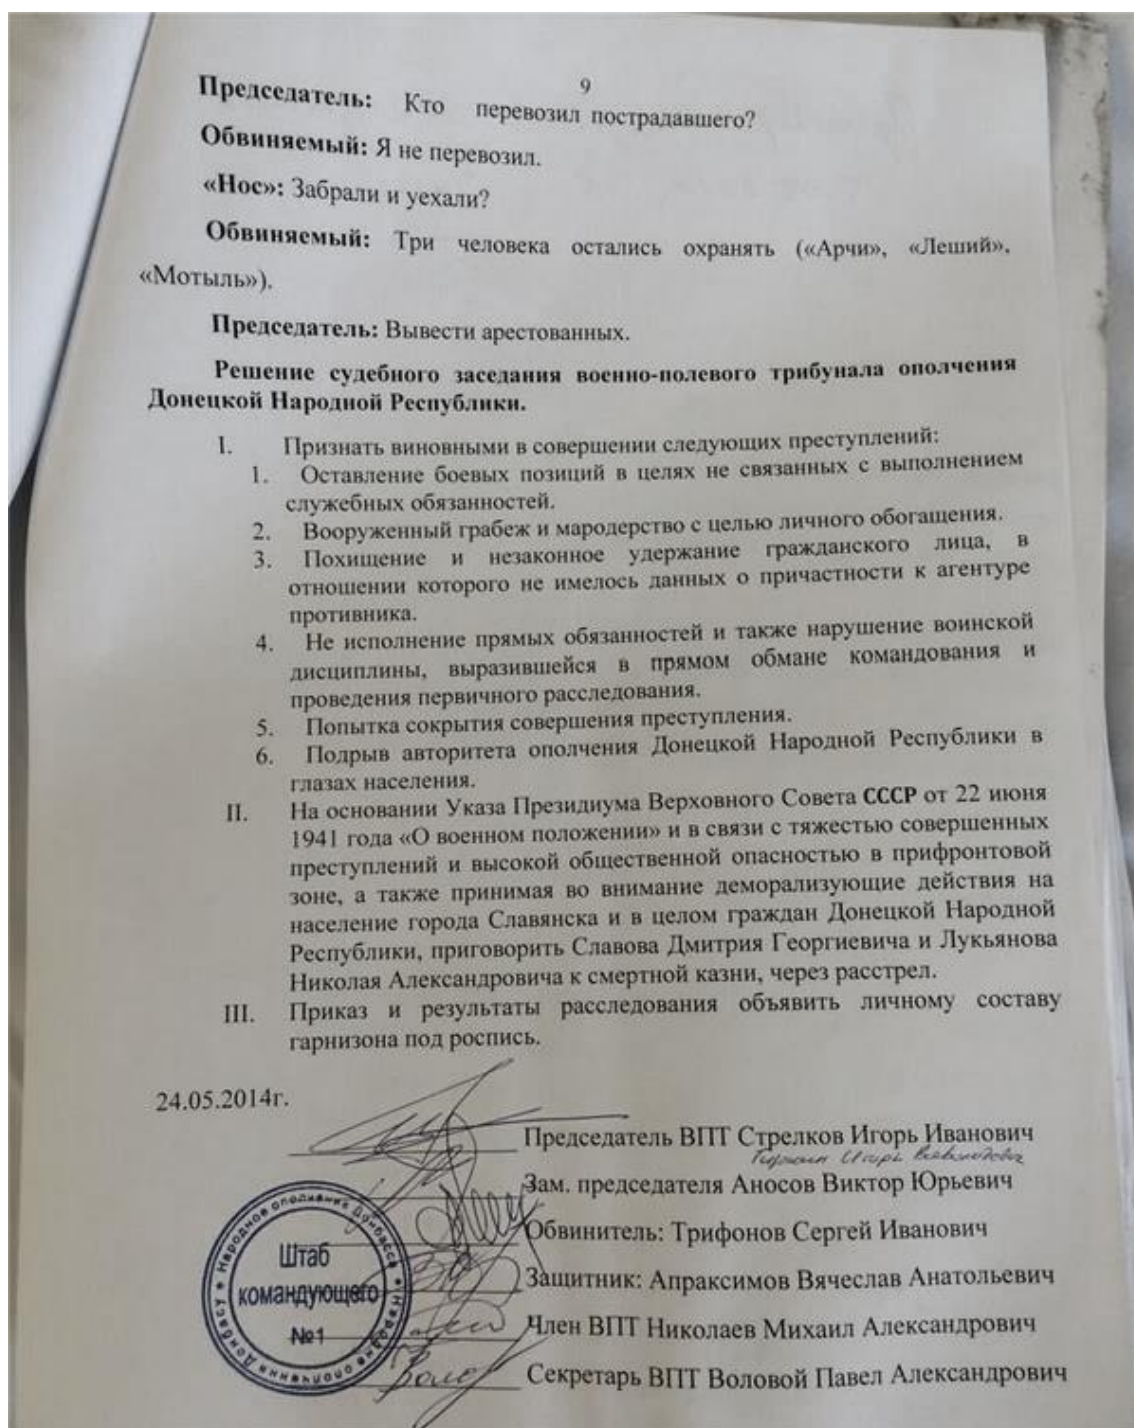 9
Председатель: Кто перевозил пострадавшего?
Обвиняемый: Я не перевозил.
«Нос»: Забрали и уехали?
Обвиняемый: Три человека остались охранять («Арчи», «Леший»,
«Мотыль»).
Председатель: Вывести арестованных.
Решение судебного заседания военно-полевого трибунала ополчения
Донецкой Народной Республики.
I. Признать виновными в совершении следующих преступлений:
1. Оставление боевых позиций в целях не связанных с выполнением
служебных обязанностей.
2. Вооруженный грабеж и мародерство с целью личного обогащения.
3. Похищение и незаконное удержание гражданского лица, в
отношении которого не имелось данных о причастности к агентуре
противника.
4. Не исполнение прямых обязанностей и также нарушение воинской
дисциплины, выразившейся в прямом обмане командования и
проведения первичного расследования.
5. Попытка сокрытия совершения преступления.
6. Подрыв авторитета ополчения Донецкой Народной Республики в
глазах населения.
II. На основании Указа Президиума Верховного Совета СССР от 22 июня
1941 года «О военном положении» и в связи с тяжестью совершенных
преступлений и высокой общественной опасностью в прифронтовой
зоне, а также принимая во внимание деморализующие действия на
население города Славянска и в целом граждан Донецкой Народной
Республики, приговорить Славова Дмитрия Георгиевича и Лукьянова
Николая Александровича к смертной казни, через расстрел.
III. Приказ и результаты расследования объявить личному составу
гарнизона под роспись.
24.05.2014г.
Председатель ВПТ Стрелков Игорь Иванович
Игорь
Зам. председателя Аносов Виктор Юрьевич
Обвинитель: Трифонов Сергей Иванович
Защитник: Апраксимов Вячеслав Анатольевич
Член ВПТ Николаев Михаил Александрович
Секретарь ВПТ Воловой Павел Александрович
Народное ополчение Донбасса
Народне ополчення Донбасу
Штаб
командующего
№1